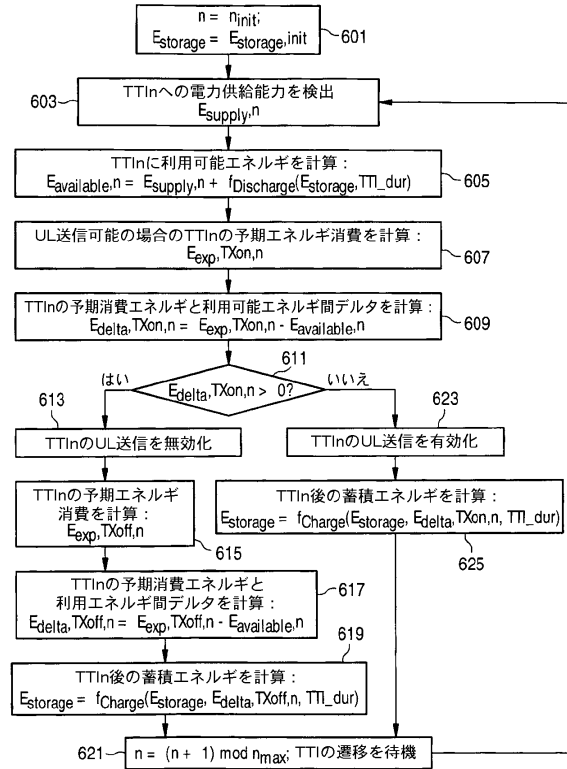 n = n_init;
E_storage = E_storage,init
601
603
TTInへの電力供給能力を検出
E_supply,n
TTInに利用可能エネルギを計算：
E_available,n = E_supply,n + f_Discharge(E_storage,TTI_dur)
605
UL送信可能の場合のTTInの予期エネルギ消費を計算：
E_exp,TXon,n
607
TTInの予期消費エネルギと利用可能エネルギ間デルタを計算：
E_delta,TXon,n = E_exp,TXon,n - E_available,n
609
611
はい
E_delta,TXon,n > 0?
いいえ
613
TTInのUL送信を無効化
623
TTInのUL送信を有効化
TTInの予期エネルギ
消費を計算：
E_exp,TXoff,n
615
TTIn後の蓄積エネルギを計算：
E_storage = f_Charge(E_storage, E_delta,TXon,n, TTI_dur)
625
TTInの予期消費エネルギと
利用エネルギ間デルタを計算：
E_delta,TXoff,n = E_exp,TXoff,n - E_available,n
617
619
TTIn後の蓄積エネルギを計算：
E_storage = f_Charge(E_storage, E_delta,TXoff,n, TTI_dur)
621
n = (n + 1) mod n_max; TTIの遷移を待機